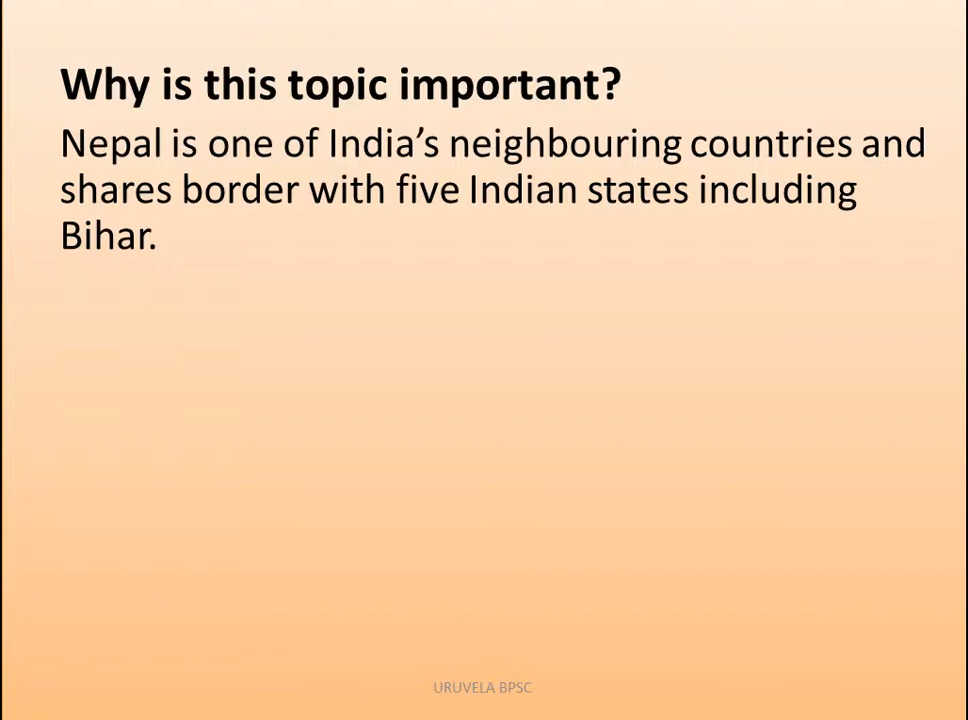 Why is this topic important?
Nepal is one of India’s neighbouring countries and
shares border with five Indian states including
Bihar.
URUVELA BPSC